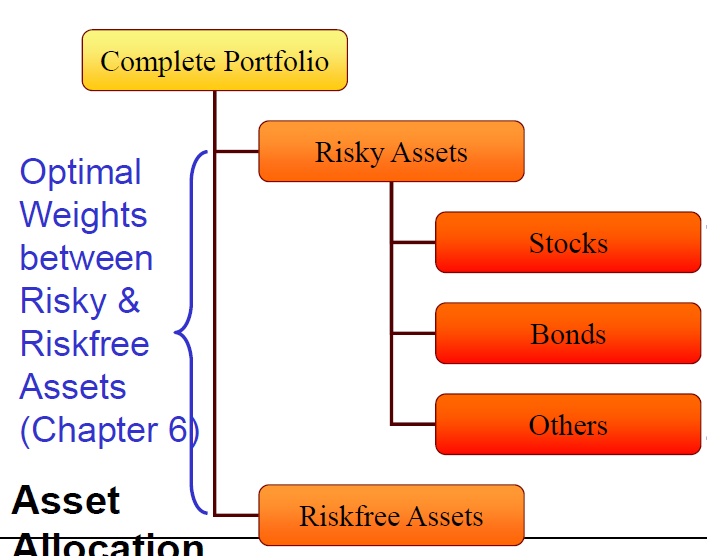 Complete Portfolio
Risky Assets
Optimal
Weights
between
Risky &
Riskfree
Assets
(Chapter 6)
Stocks
Bonds
Others
Riskfree Assets
Asset
Allocation